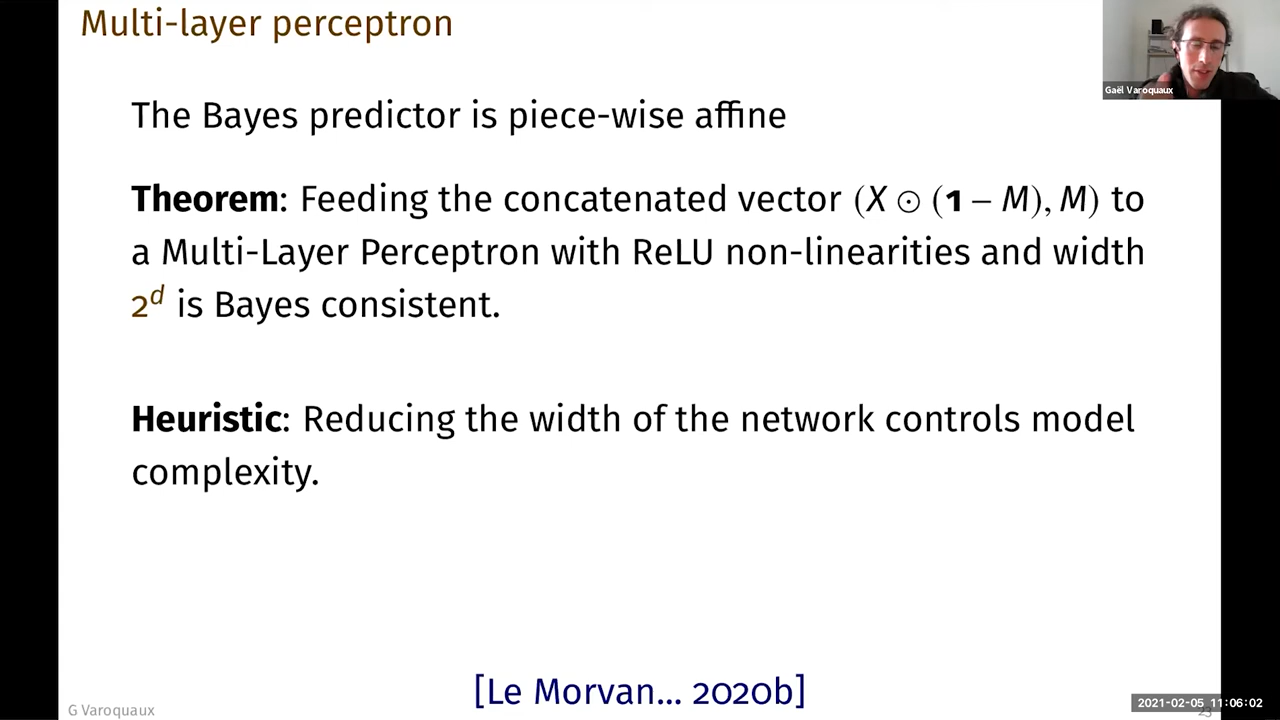 Multi-layer perceptron
Gaël Varoquaux
The Bayes predictor is piece-wise affine
Theorem: Feeding the concatenated vector (X ⊙ (1 − M), M) to
a Multi-Layer Perceptron with ReLU non-linearities and width
2^d is Bayes consistent.
Heuristic: Reducing the width of the network controls model
complexity.
[Le Morvan... 2020b]
G Varoquaux
2021-02-05 11:06:02
23